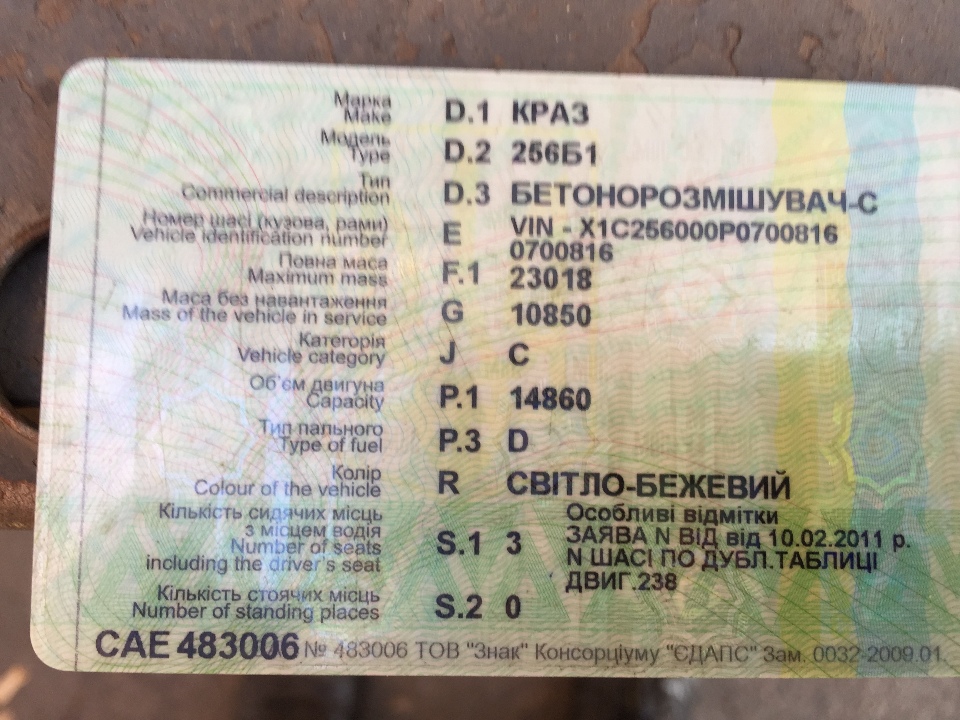 Марка
Make
D.1 КРАЗ
Модель
Type
D.2 256Б1
Тип
Commercial description
D.3 БЕТОНОРОЗМІШУВАЧ-С
Номер шасі (кузова, рами)
Vehicle identification number
E VIN - X1C256000P0700816
0700816
Повна маса
Maximum mass
F.1 23018
Маса без навантаження
Mass of the vehicle in service
G 10850
Категорія
Vehicle category
J C
Об'єм двигуна
Capacity
P.1 14860
Тип пального
Type of fuel
P.3 D
Колір
Colour of the vehicle
R СВІТЛО-БЕЖЕВИЙ
Кількість сидячих місць
з місцем водія
Number of seats
including the driver's seat
S.1 3
Особливі відмітки
ЗАЯВА N ВІД від 10.02.2011 р.
N ШАСІ ПО ДУБЛ.ТАБЛИЦІ
ДВИГ.238
Кількість стоячих місць
Number of standing places
S.2 0
САЕ 483006 № 483006 ТОВ "Знак" Консорціуму "ЄДАПС" Зам. 0032-2009.01.